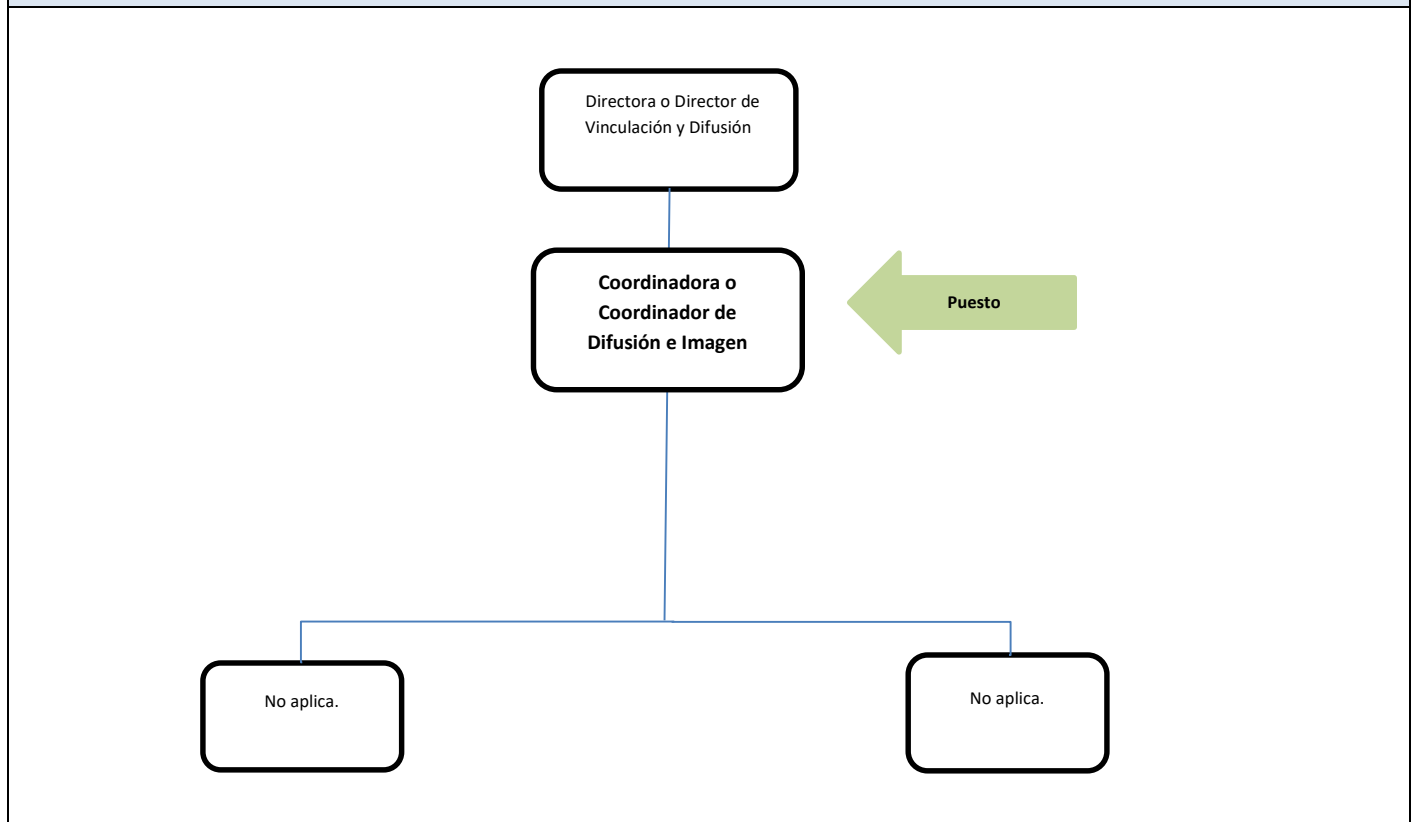 Directora o Director de
Vinculación y Difusión
Coordinadora o
Coordinador de
Difusión e Imagen
Puesto
No aplica.
No aplica.